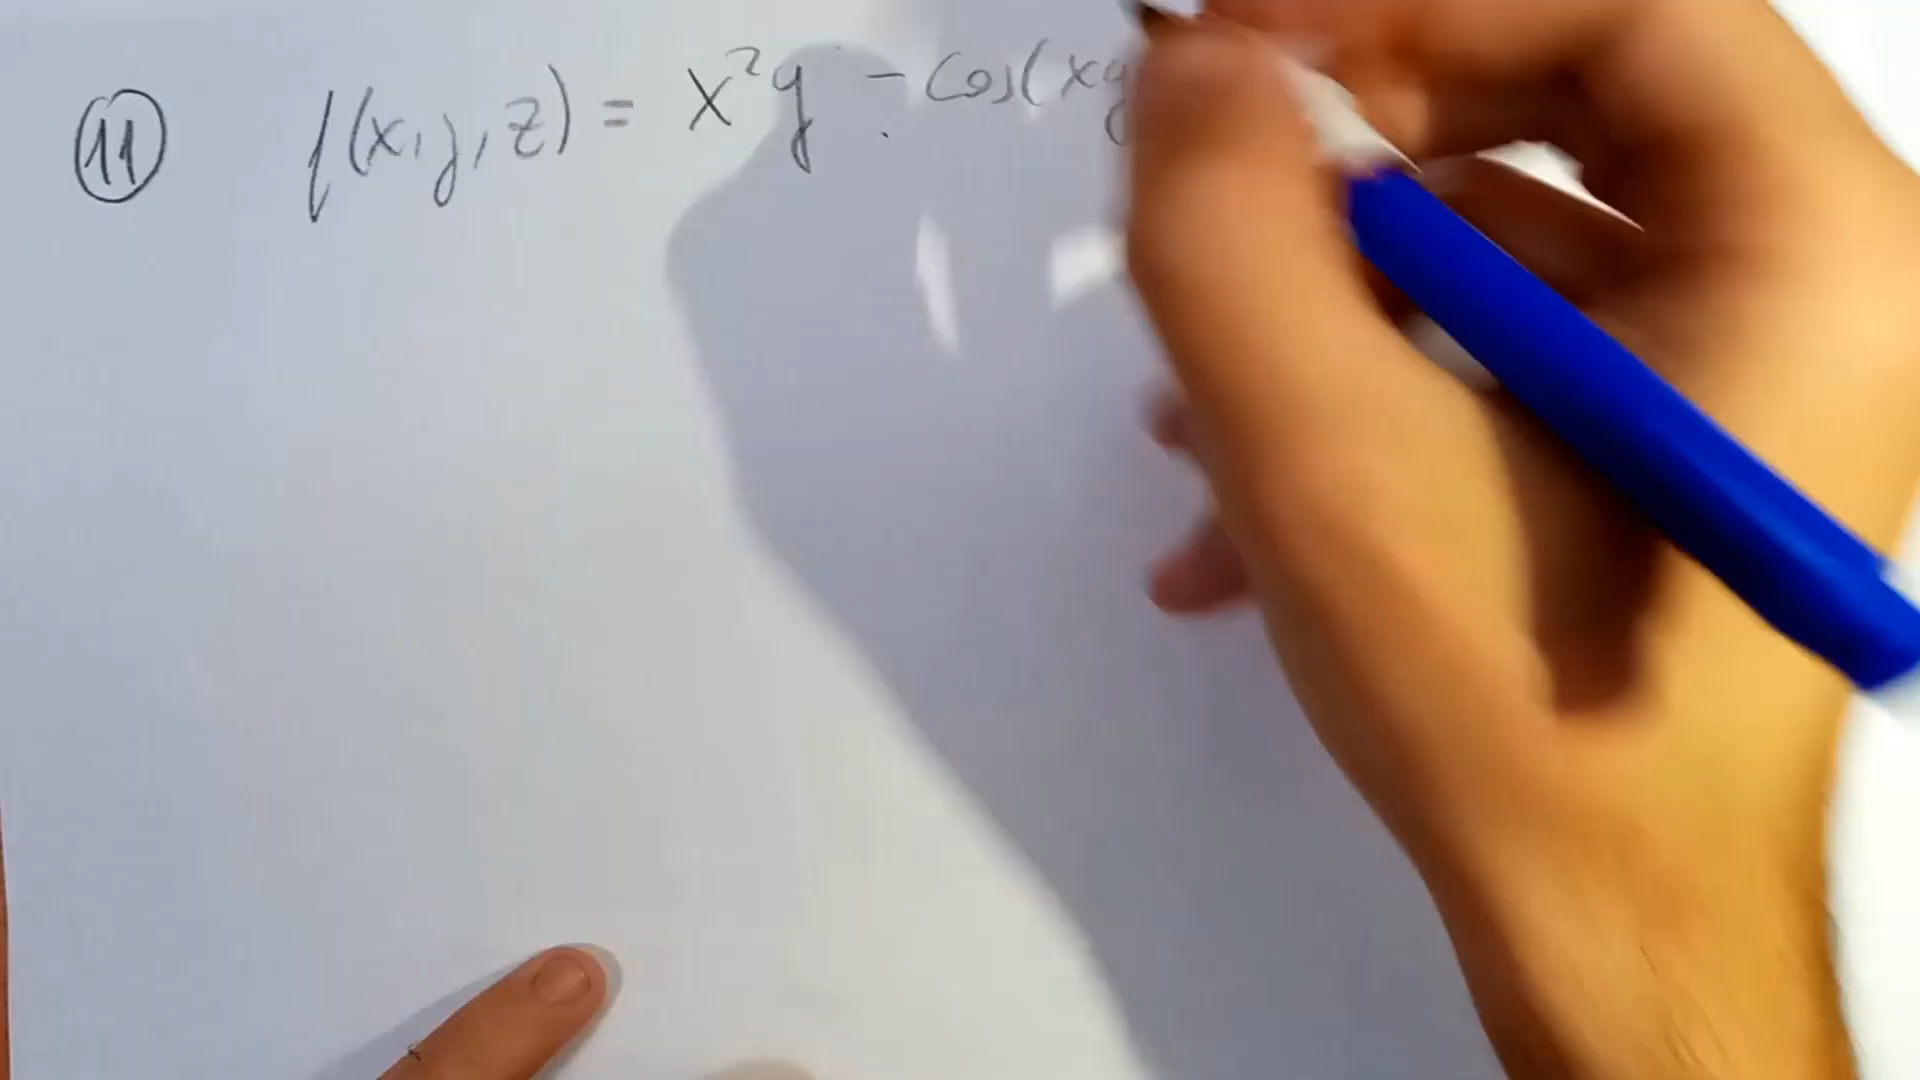 11 f(x,y,z) = x²y - cos(xy